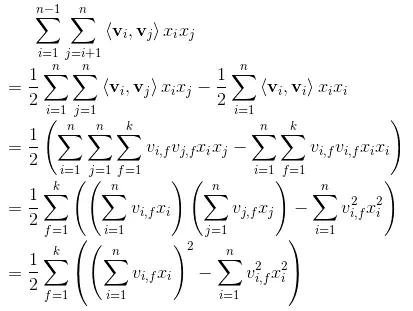 \sum_{i=1}^{n-1} \sum_{j=i+1}^{n} \langle \mathbf{v}_i, \mathbf{v}_j \rangle x_i x_j
= \frac{1}{2} \sum_{i=1}^{n} \sum_{j=1}^{n} \langle \mathbf{v}_i, \mathbf{v}_j \rangle x_i x_j - \frac{1}{2} \sum_{i=1}^{n} \langle \mathbf{v}_i, \mathbf{v}_i \rangle x_i x_i
= \frac{1}{2} \left( \sum_{i=1}^{n} \sum_{j=1}^{n} \sum_{f=1}^{k} v_{i,f} v_{j,f} x_i x_j - \sum_{i=1}^{n} \sum_{f=1}^{k} v_{i,f} v_{i,f} x_i x_i \right)
= \frac{1}{2} \sum_{f=1}^{k} \left( \left( \sum_{i=1}^{n} v_{i,f} x_i \right) \left( \sum_{j=1}^{n} v_{j,f} x_j \right) - \sum_{i=1}^{n} v_{i,f}^2 x_i^2 \right)
= \frac{1}{2} \sum_{f=1}^{k} \left( \left( \sum_{i=1}^{n} v_{i,f} x_i \right)^2 - \sum_{i=1}^{n} v_{i,f}^2 x_i^2 \right)